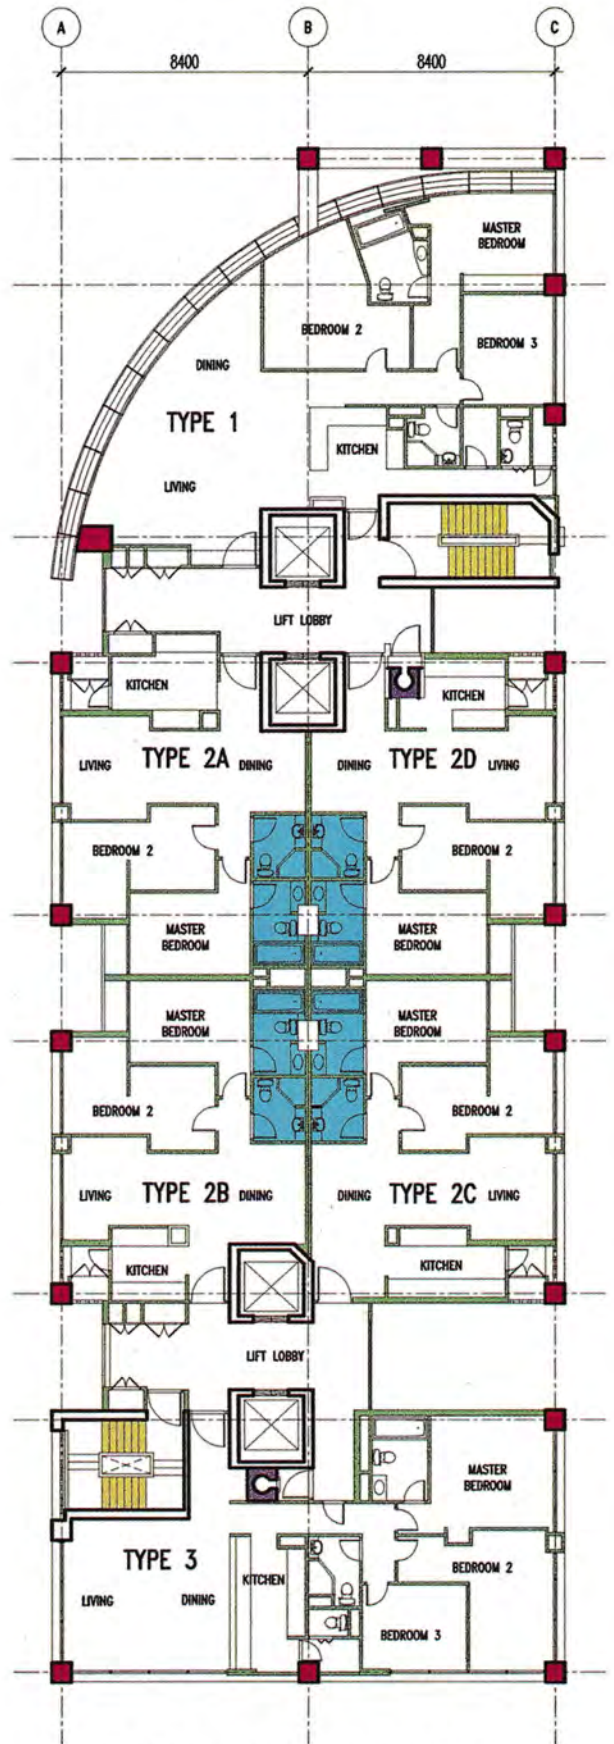 A
B
C
8400
8400
MASTER
BEDROOM
BEDROOM 2
BEDROOM 3
DINING
TYPE 1
KITCHEN
LIVING
LIFT LOBBY
KITCHEN
KITCHEN
LIVING
TYPE 2A
DINING
DINING
TYPE 2D
LIVING
BEDROOM 2
BEDROOM 2
MASTER
BEDROOM
MASTER
BEDROOM
MASTER
BEDROOM
MASTER
BEDROOM
BEDROOM 2
BEDROOM 2
LIVING
TYPE 2B
DINING
DINING
TYPE 2C
LIVING
KITCHEN
KITCHEN
LIFT LOBBY
MASTER
BEDROOM
TYPE 3
KITCHEN
BEDROOM 2
LIVING
DINING
BEDROOM 3